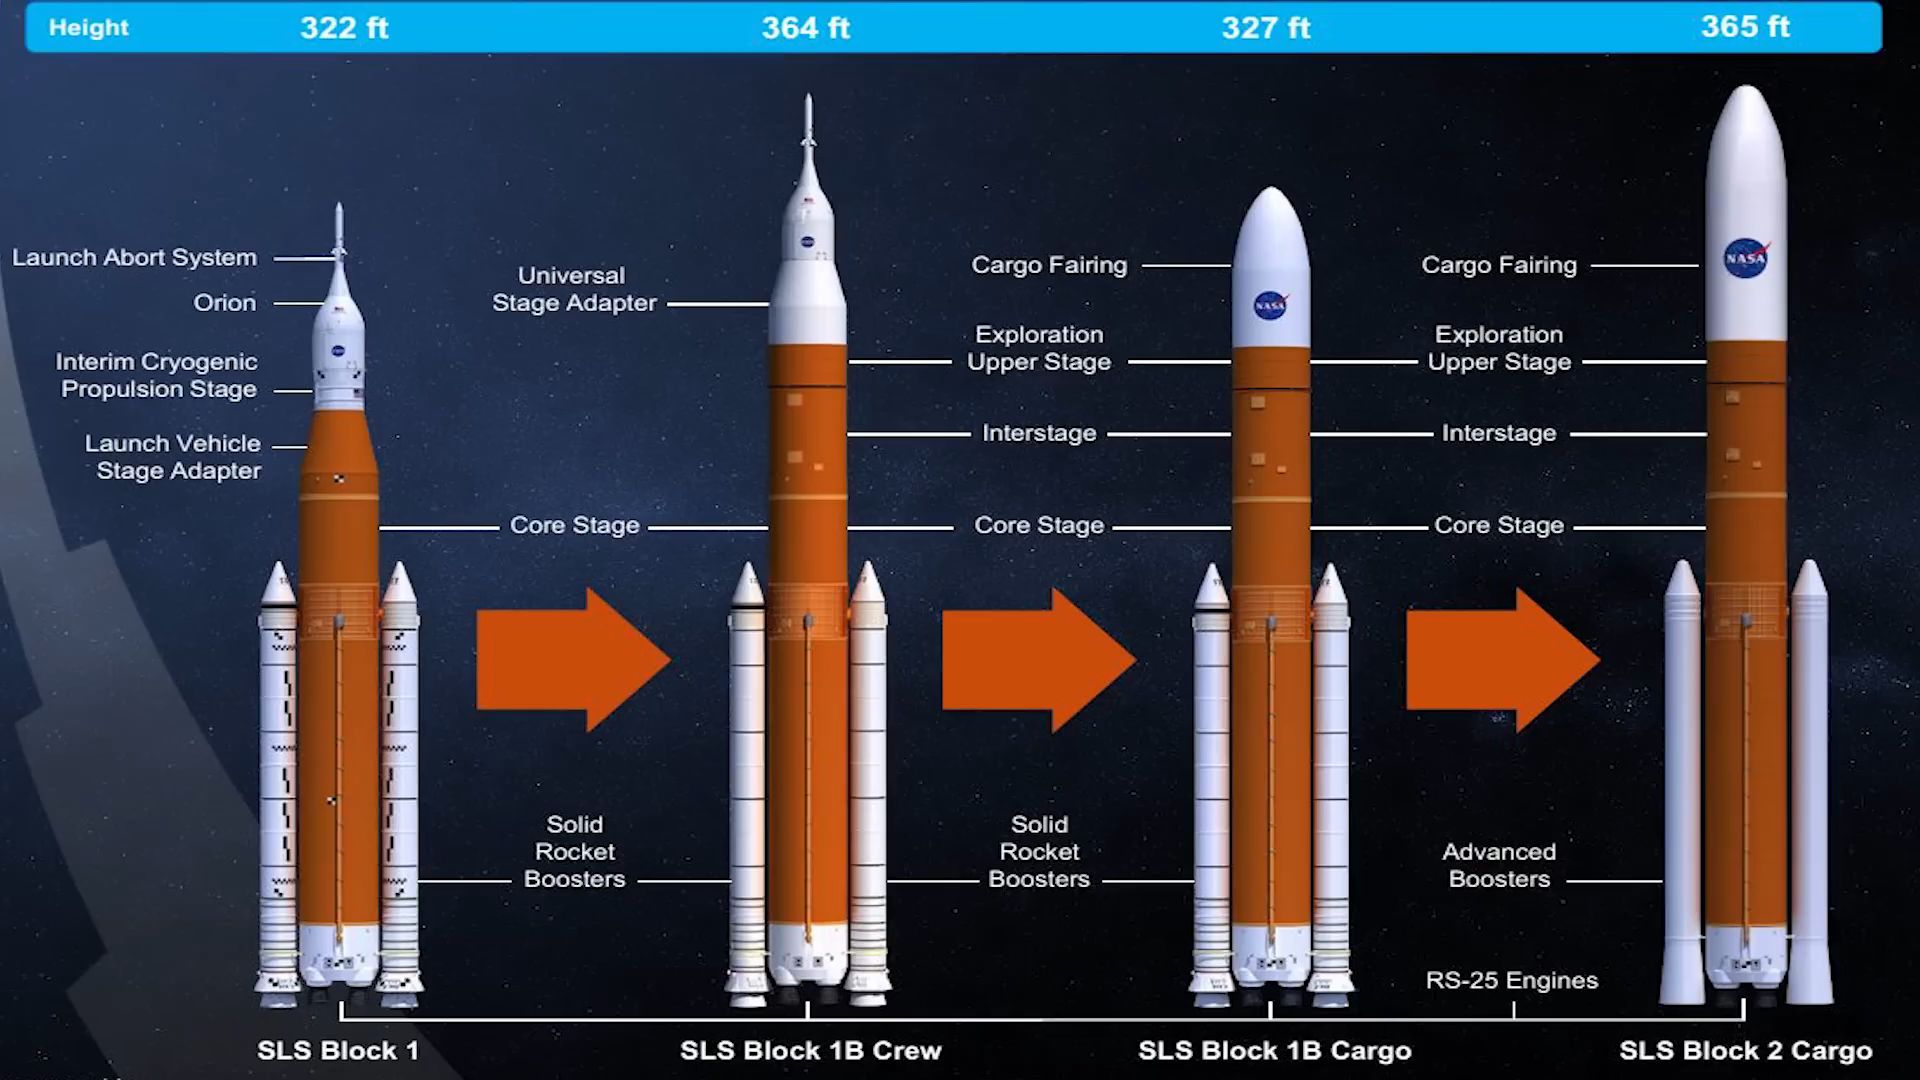 Height 322 ft 364 ft 327 ft 365 ft
Launch Abort System
Orion
Interim Cryogenic
Propulsion Stage
Launch Vehicle
Stage Adapter
Universal
Stage Adapter
Core Stage
Solid
Rocket
Boosters
Cargo Fairing
Exploration
Upper Stage
Interstage
Core Stage
Solid
Rocket
Boosters
NASA
Cargo Fairing
Exploration
Upper Stage
Interstage
Core Stage
Advanced
Boosters
RS-25 Engines
NASA
SLS Block 1 SLS Block 1B Crew SLS Block 1B Cargo SLS Block 2 Cargo